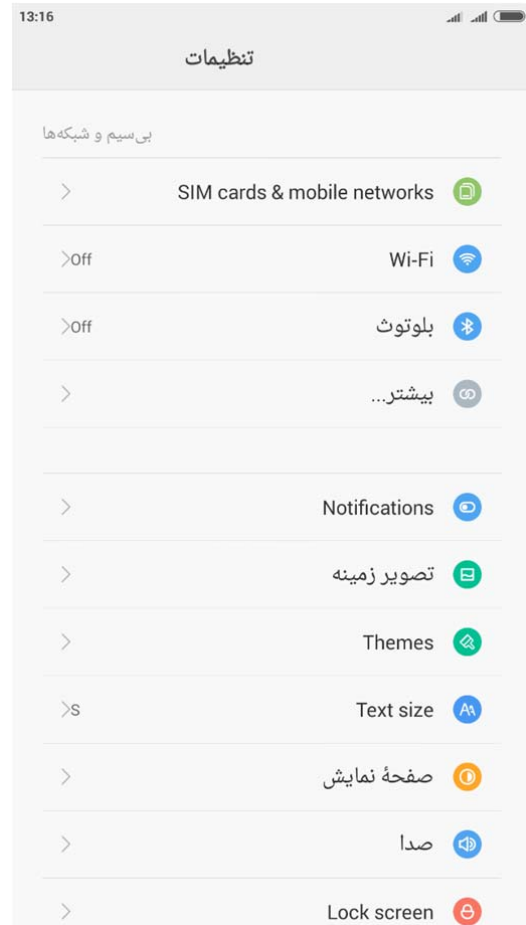 13:16
تنظیمات
بی‌سیم و شبکه‌ها
SIM cards & mobile networks
Wi-Fi
Off
بلوتوث
Off
بیشتر...
Notifications
تصویر زمینه
Themes
Text size
S
صفحهٔ نمایش
صدا
Lock screen